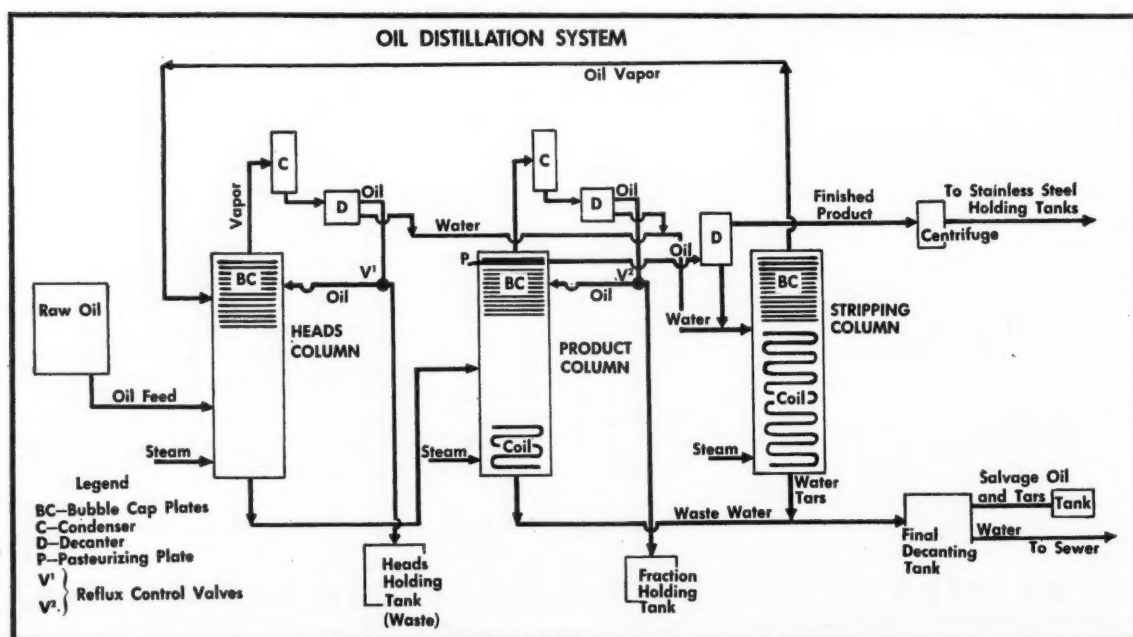 OIL DISTILLATION SYSTEM
Oil Vapor
C
C
Vapor
Oil
D
Oil
D
Water
Oil
D
Finished
Product
To Stainless Steel
Holding Tanks
Centrifuge
P
BC
V¹
Oil
BC
V²
Oil
BC
Raw Oil
HEADS
COLUMN
PRODUCT
COLUMN
Water
STRIPPING
COLUMN
Oil Feed
Coil
Coil
Steam
Steam
Steam
Water
Tars
Waste Water
Salvage Oil
and Tars
Tank
Final
Decanting
Tank
Water
To Sewer
Heads
Holding
Tank
(Waste)
Fraction
Holding
Tank
Legend
BC—Bubble Cap Plates
C—Condenser
D—Decanter
P—Pasteurizing Plate
V¹
V².
Reflux Control Valves